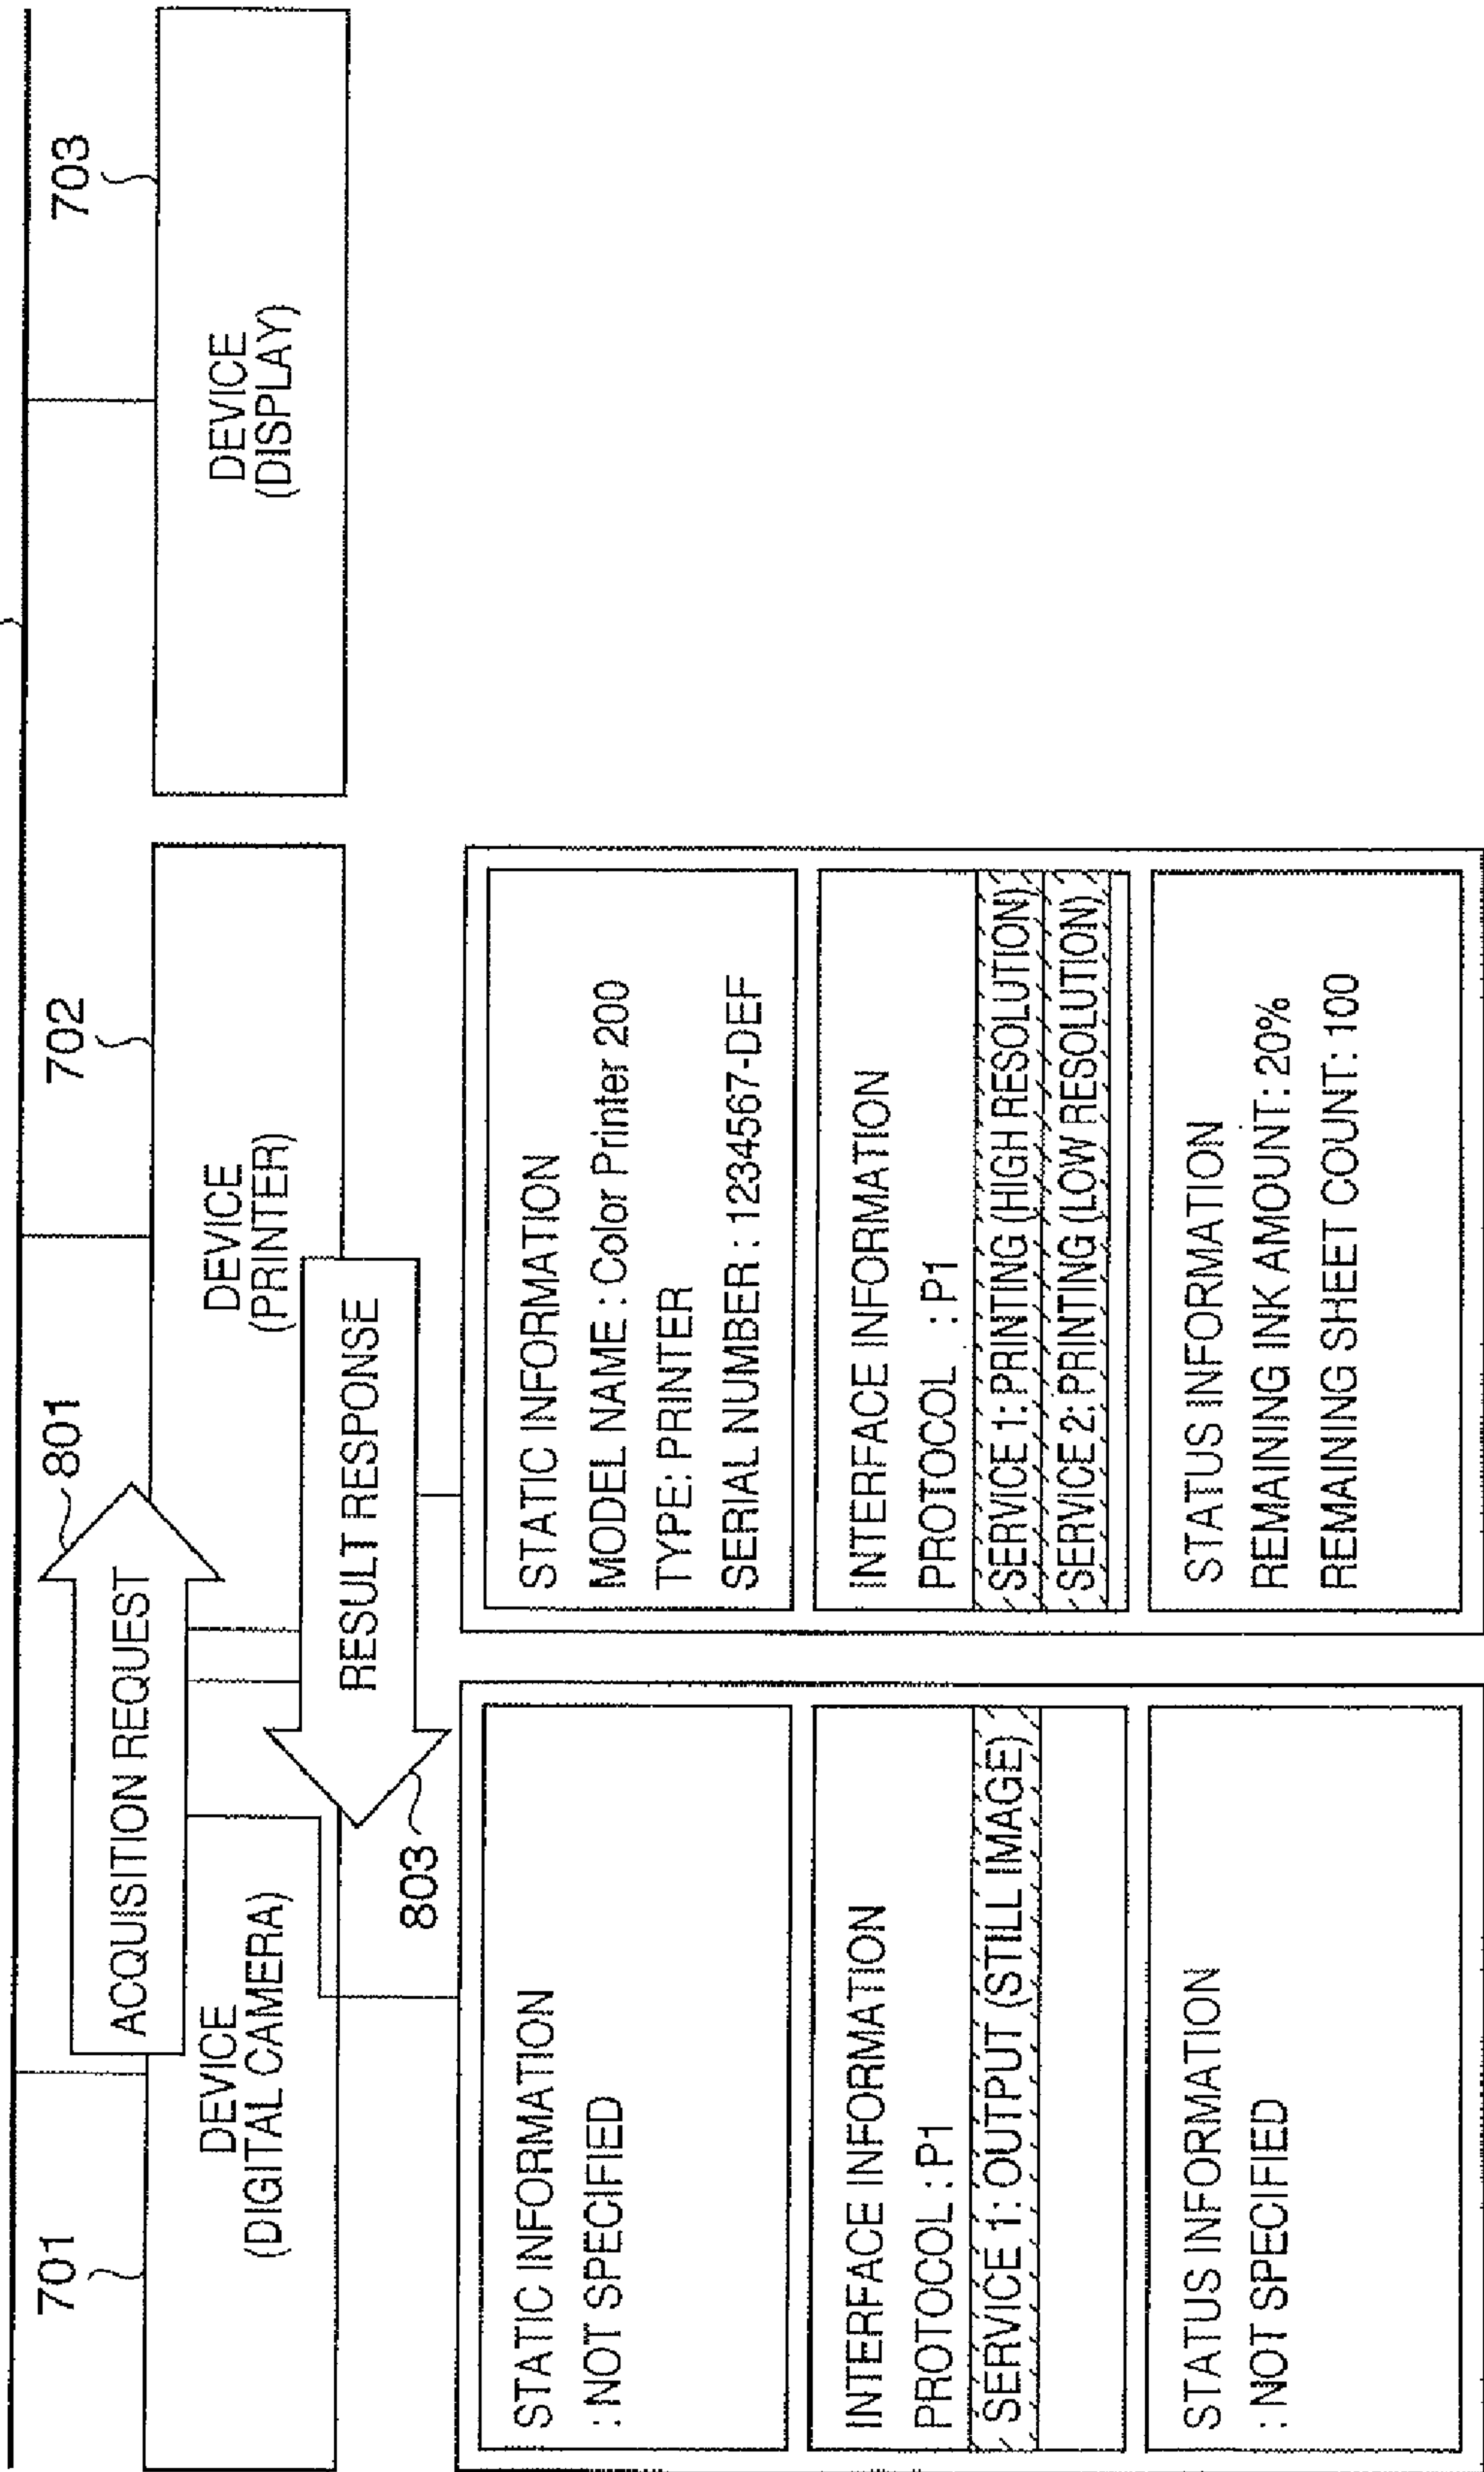 701
702
703
801
ACQUISITION REQUEST
DEVICE
(DIGITAL CAMERA)
DEVICE
(PRINTER)
DEVICE
(DISPLAY)
RESULT RESPONSE
803
STATIC INFORMATION
: NOT SPECIFIED
INTERFACE INFORMATION
PROTOCOL : P1
SERVICE 1: OUTPUT (STILL IMAGE)
STATUS INFORMATION
: NOT SPECIFIED
STATIC INFORMATION
MODEL NAME : Color Printer 200
TYPE: PRINTER
SERIAL NUMBER : 1234567-DEF
INTERFACE INFORMATION
PROTOCOL : P1
SERVICE 1: PRINTING (HIGH RESOLUTION)
SERVICE 2: PRINTING (LOW RESOLUTION)
STATUS INFORMATION
REMAINING INK AMOUNT: 20%
REMAINING SHEET COUNT: 100